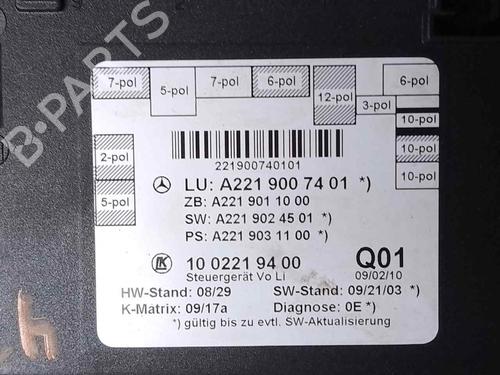 7-pol
5-pol
7-pol
6-pol
12-pol
3-pol
6-pol
10-pol
10-pol
10-pol
2-pol
5-pol
221900740101
LU: A221 900 74 01 *)
ZB: A221 901 10 00
SW: A221 902 45 01 *)
PS: A221 903 11 00 *)
LK 10 0221 94 00
Steuergerät Vo Li
Q01
09/02/10
HW-Stand: 08/29 SW-Stand: 09/21/03 *)
K-Matrix: 09/17a Diagnose: 0E *)
*) gültig bis zu evtl. SW-Aktualisierung
B-PARTS